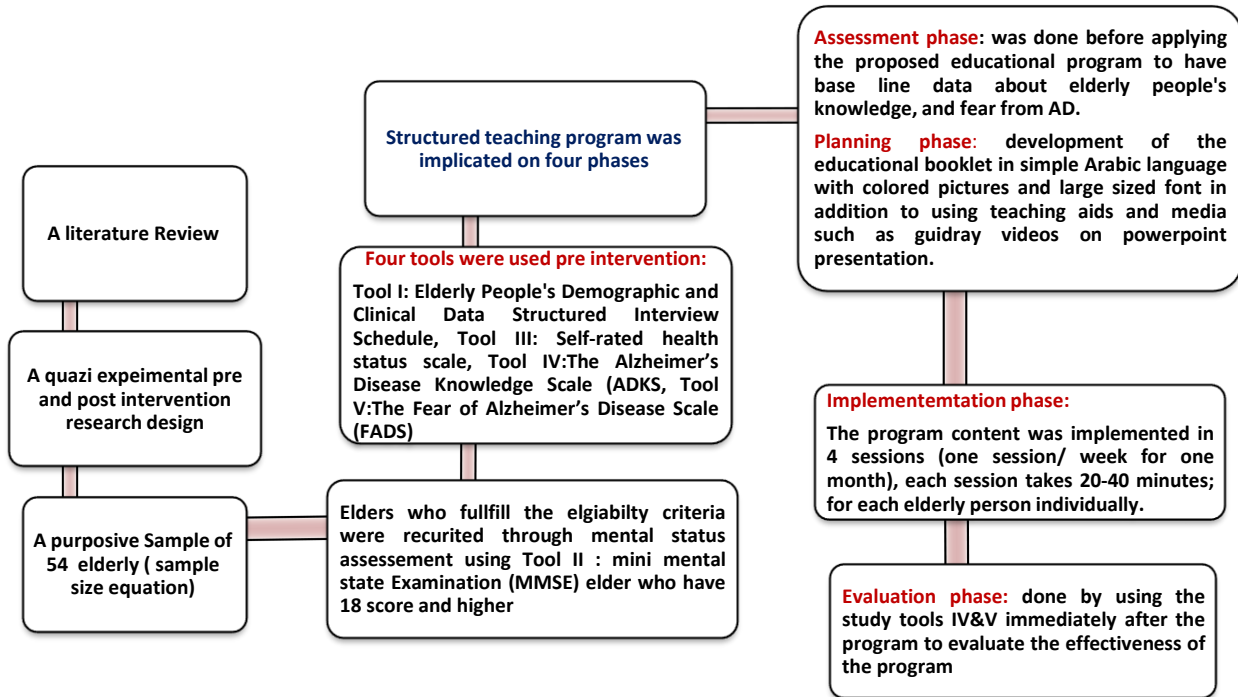 A literature Review
A quazi expeimental pre
and post intervention
research design
A purposive Sample of
54 elderly ( sample
size equation)
Elders who fullfill the elgiabilty criteria
were recurited through mental status
assessement using Tool II : mini mental
state Examination (MMSE) elder who have
18 score and higher
Four tools were used pre intervention:
Tool I: Elderly People's Demographic and
Clinical Data Structured Interview
Schedule, Tool III: Self-rated health
status scale, Tool IV:The Alzheimer’s
Disease Knowledge Scale (ADKS, Tool
V:The Fear of Alzheimer’s Disease Scale
(FADS)
Structured teaching program was
implicated on four phases
Assessment phase: was done before applying
the proposed educational program to have
base line data about elderly people's
knowledge, and fear from AD.
Planning phase: development of the
educational booklet in simple Arabic language
with colored pictures and large sized font in
addition to using teaching aids and media
such as guidray videos on powerpoint
presentation.
Implementemtation phase:
The program content was implemented in
4 sessions (one session/ week for one
month), each session takes 20-40 minutes;
for each elderly person individually.
Evaluation phase: done by using the
study tools IV&V immediately after the
program to evaluate the effectiveness of
the program